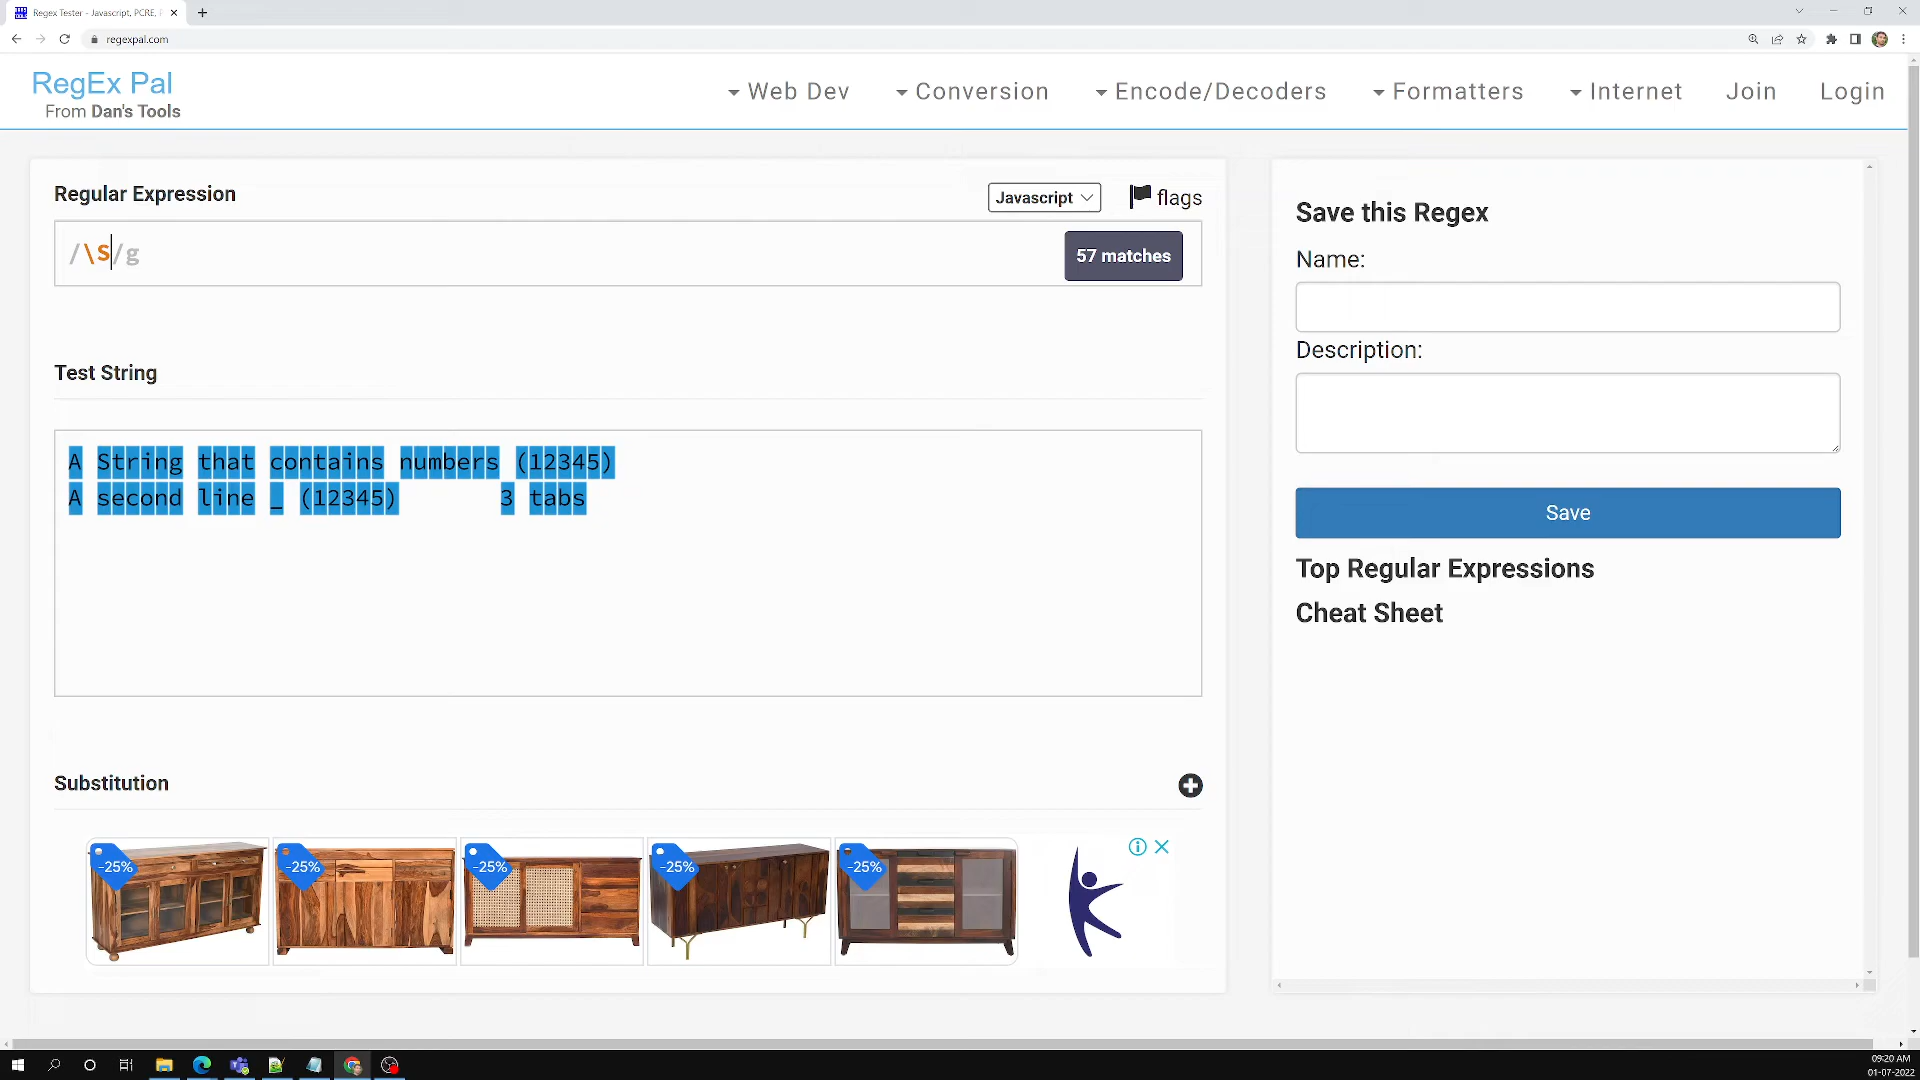 Regex Tester - Javascript, PCRE,
regexpal.com
RegEx Pal
From Dan's Tools
Web Dev
Conversion
Encode/Decoders
Formatters
Internet
Join
Login
Regular Expression
Javascript
flags
/\S/g
57 matches
Test String
A String that contains numbers (12345)
A second line _ (12345) 3 tabs
Substitution
-25%
-25%
-25%
-25%
-25%
Save this Regex
Name:
Description:
Save
Top Regular Expressions
Cheat Sheet
09:20 AM
01-07-2022